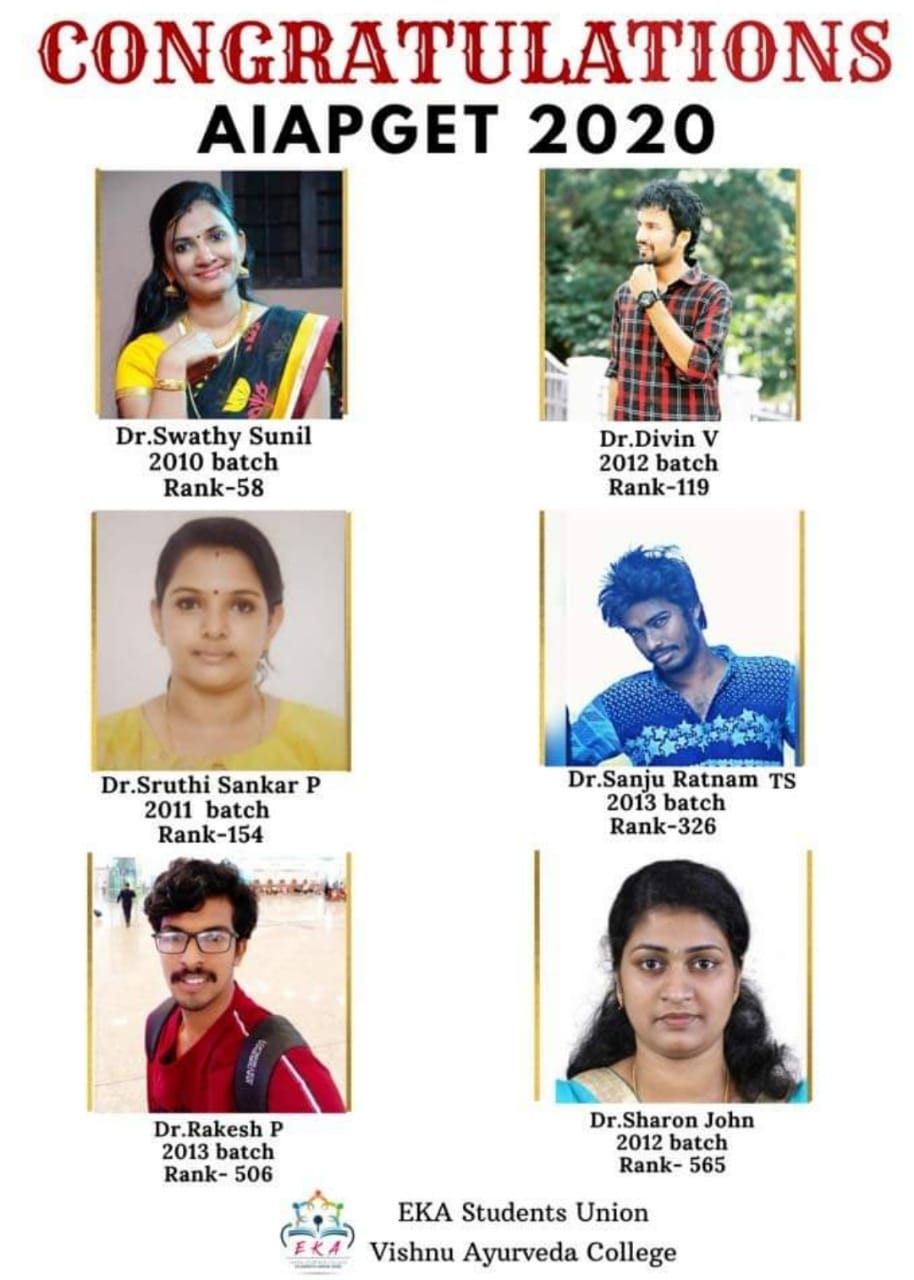 CONGRATULATIONS
AIAPGET 2020
Dr.Swathy Sunil
2010 batch
Rank-58
Dr.Divin V
2012 batch
Rank-119
Dr.Sruthi Sankar P
2011 batch
Rank-154
Dr.Sanju Ratnam TS
2013 batch
Rank-326
Dr.Rakesh P
2013 batch
Rank- 506
Dr.Sharon John
2012 batch
Rank- 565
EKA
EKA Students Union
Vishnu Ayurveda College